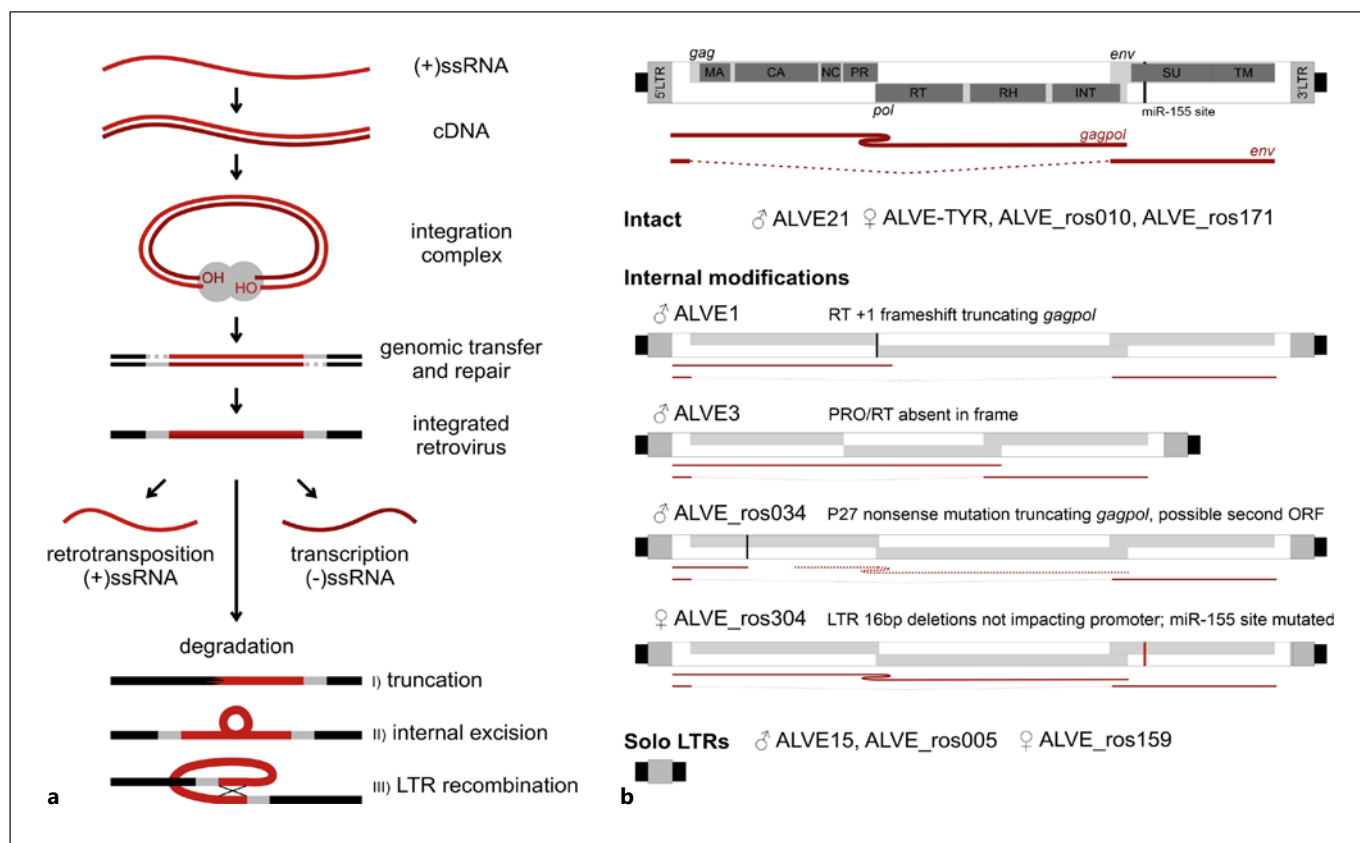 (+)ssRNA
cDNA
integration
complex
OH
HO
genomic transfer
and repair
integrated
retrovirus
retrotransposition
(+)ssRNA
transcription
(-)ssRNA
degradation
I) truncation
II) internal excision
III) LTR recombination
a
gag
env
5'LTR
MA
CA
NC
PR
SU
TM
3'LTR
RT
RH
INT
pol
miR-155 site
gagpol
env
Intact ♂ ALVE21 ♀ ALVE-TYR, ALVE_ros010, ALVE_ros171
Internal modifications
♂ ALVE1 RT +1 frameshift truncating gagpol
♂ ALVE3 PRO/RT absent in frame
♂ ALVE_ros034 P27 nonsense mutation truncating gagpol, possible second ORF
♀ ALVE_ros304 LTR 16bp deletions not impacting promoter; miR-155 site mutated
Solo LTRs ♂ ALVE15, ALVE_ros005 ♀ ALVE_ros159
b